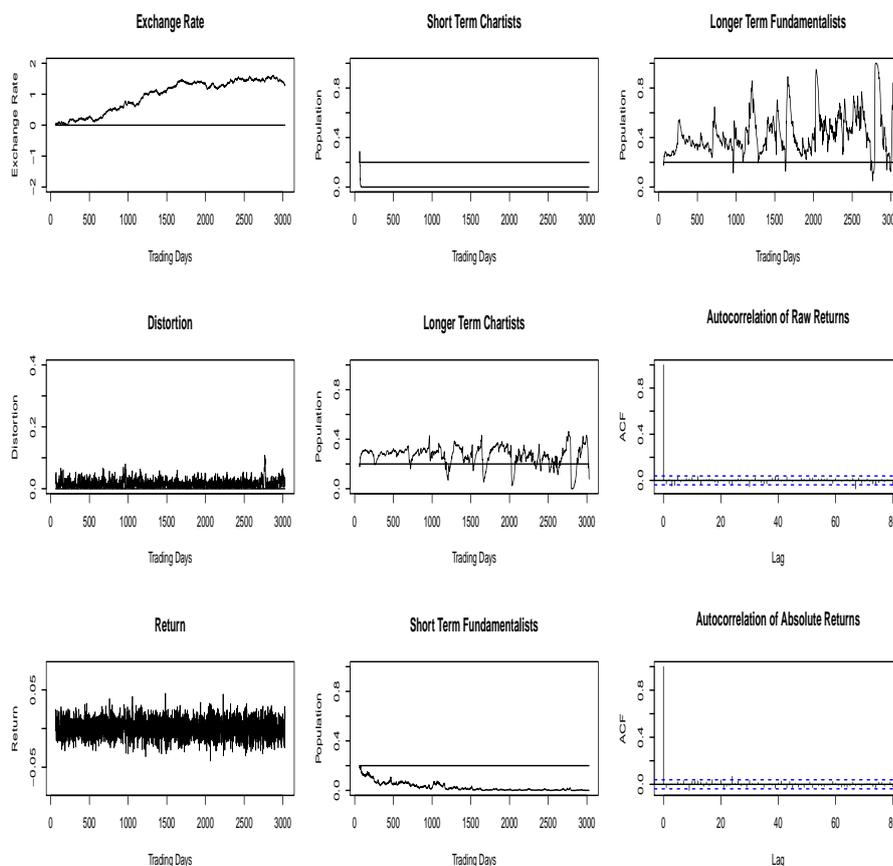 Exchange Rate
Exchange Rate
2
1
0
−1
−2
0 500 1000 1500 2000 2500 3000
Trading Days
Short Term Chartists
Population
0.8
0.4
0.0
0 500 1000 1500 2000 2500 3000
Trading Days
Longer Term Fundamentalists
Population
0.8
0.4
0.0
0 500 1000 1500 2000 2500 300
Trading Days
Distortion
Distortion
0.4
0.2
0.0
0 500 1000 1500 2000 2500 3000
Trading Days
Longer Term Chartists
Population
0.8
0.4
0.0
0 500 1000 1500 2000 2500 3000
Trading Days
Autocorrelation of Raw Returns
ACF
0.8
0.4
0.0
0 20 40 60 8
Lag
Return
Return
0.05
−0.05
0 500 1000 1500 2000 2500 3000
Trading Days
Short Term Fundamentalists
Population
0.8
0.4
0.0
0 500 1000 1500 2000 2500 3000
Trading Days
Autocorrelation of Absolute Returns
ACF
0.8
0.4
0.0
0 20 40 60 8
Lag